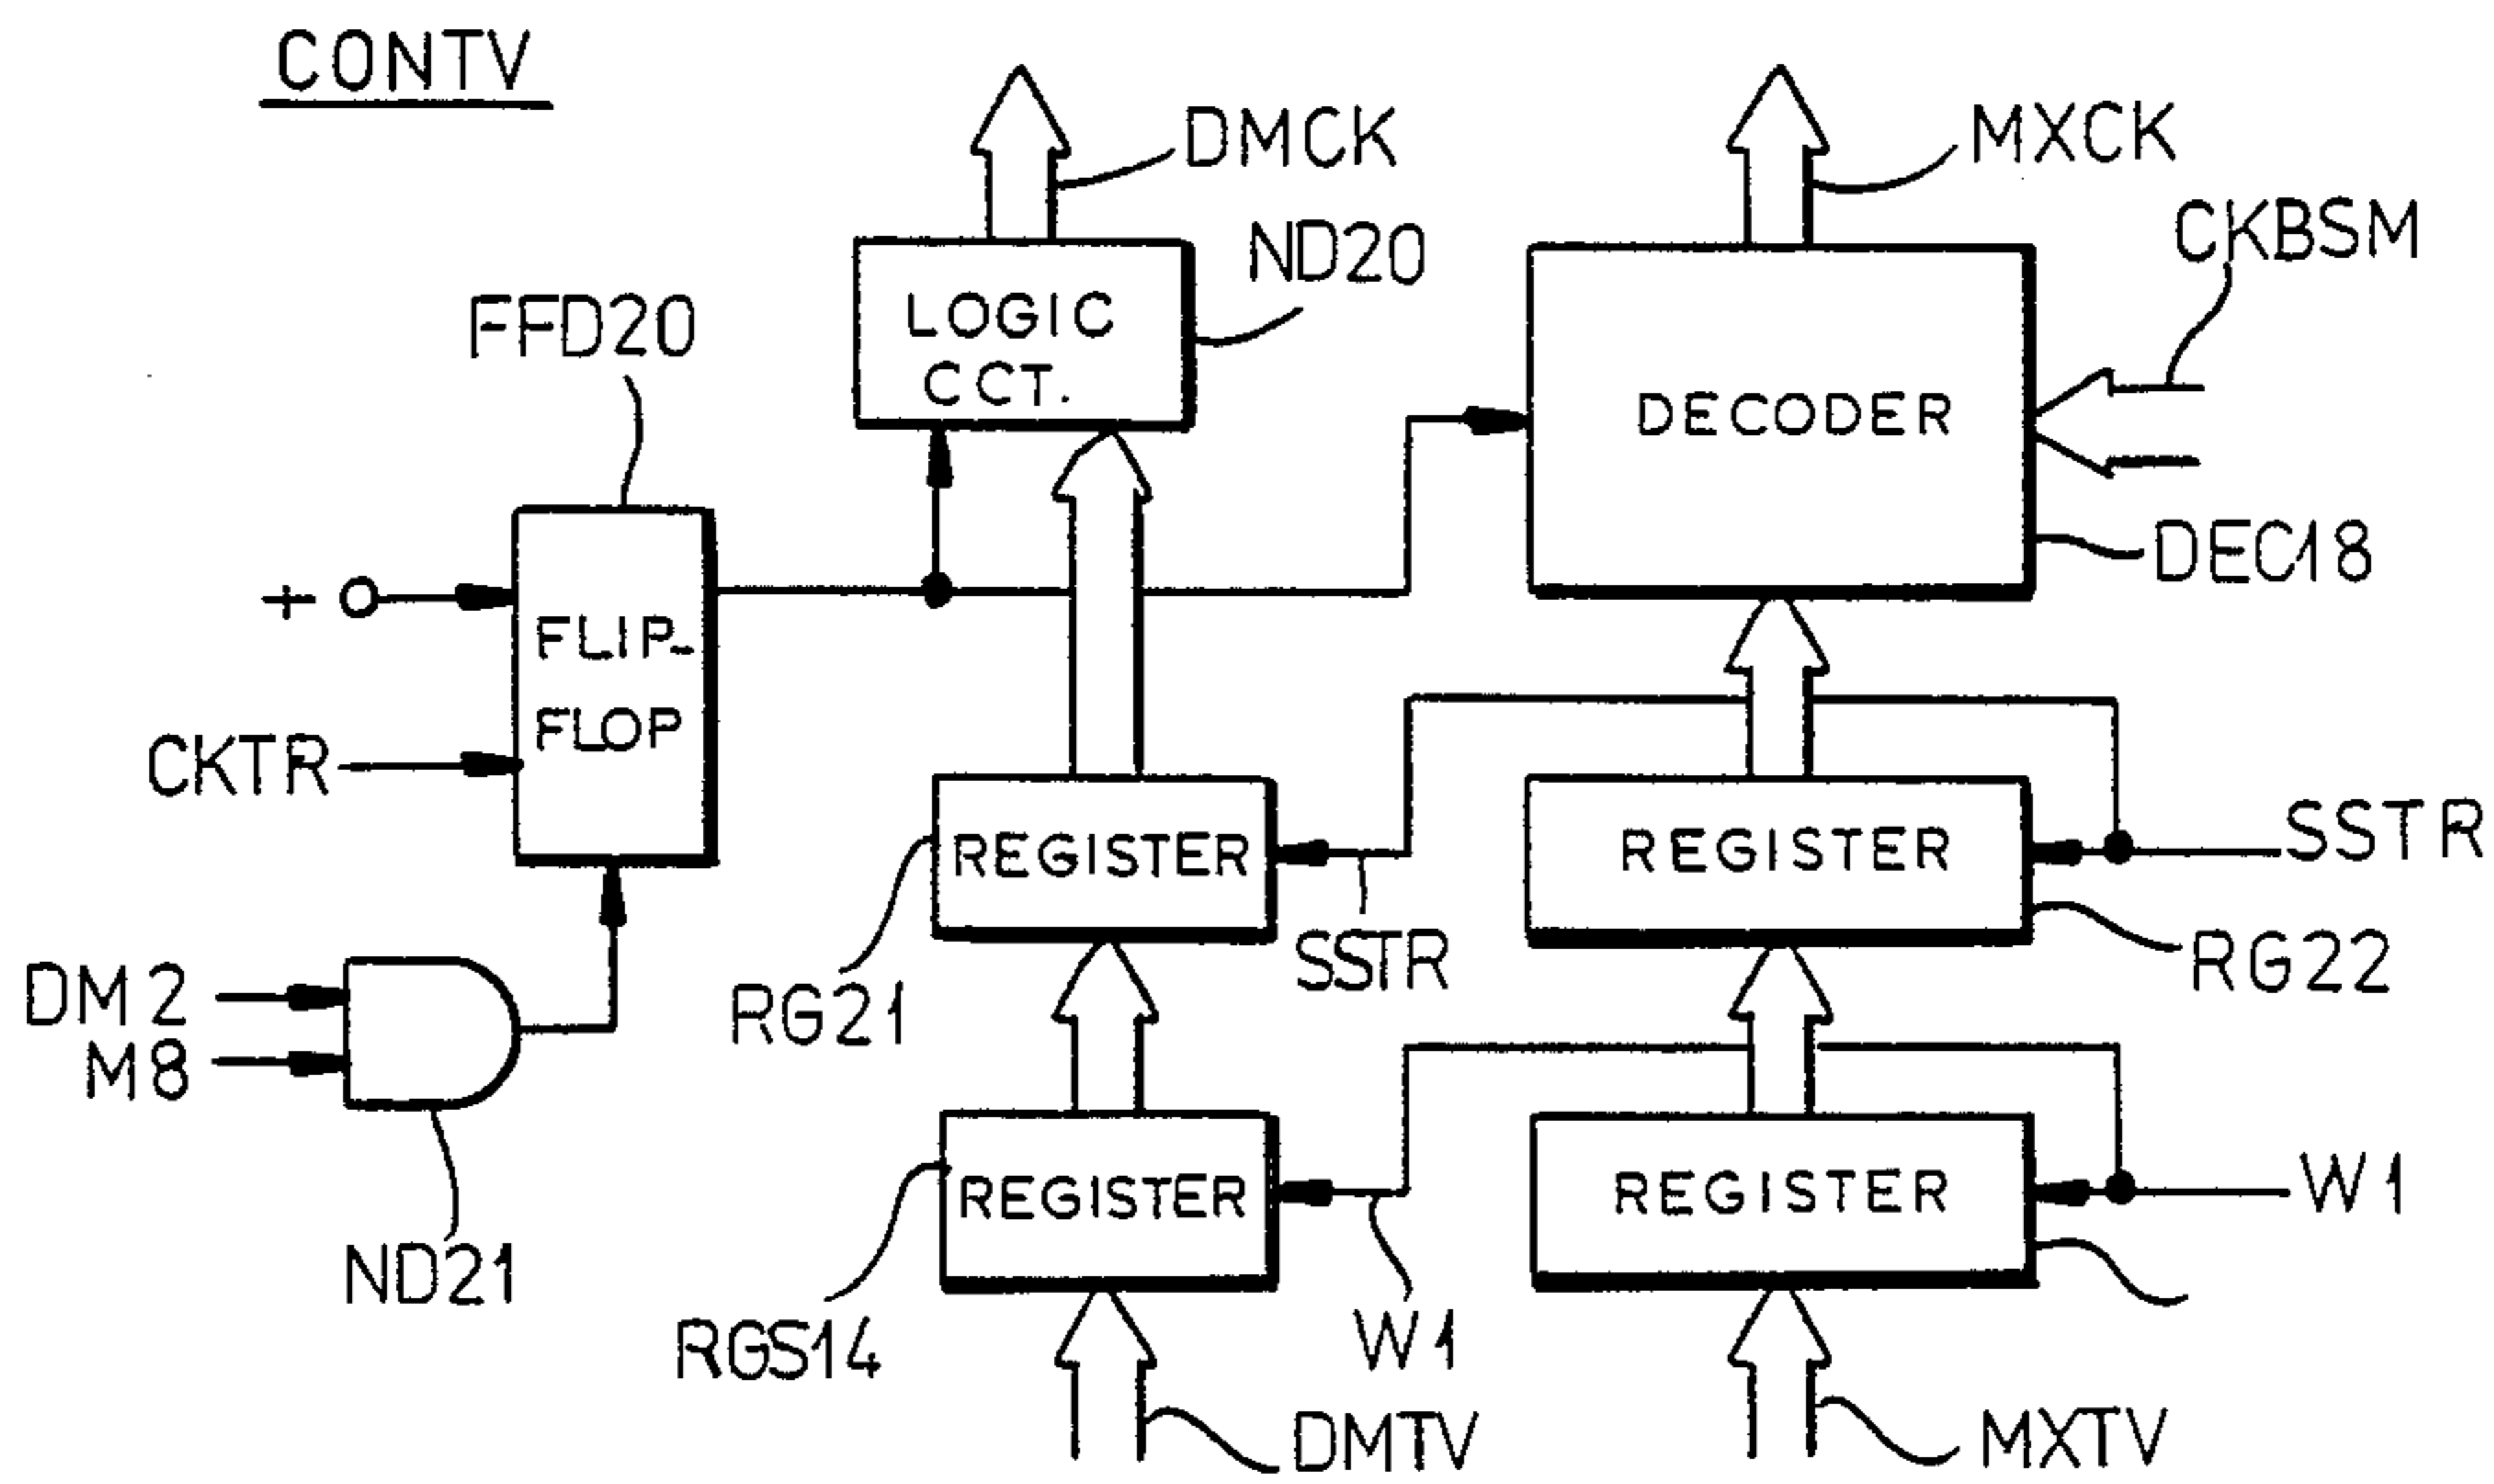 CONTV
DMCK
MXCK
CKBSM
ND20
FFD20
LOGIC
CCT.
DECODER
DEC18
+
FLIP-
FLOP
CKTR
REGISTER
REGISTER
SSTR
SSTR
RG21
RG22
DM2
M8
ND21
REGISTER
REGISTER
W1
RGS14
W1
DMTV
MXTV